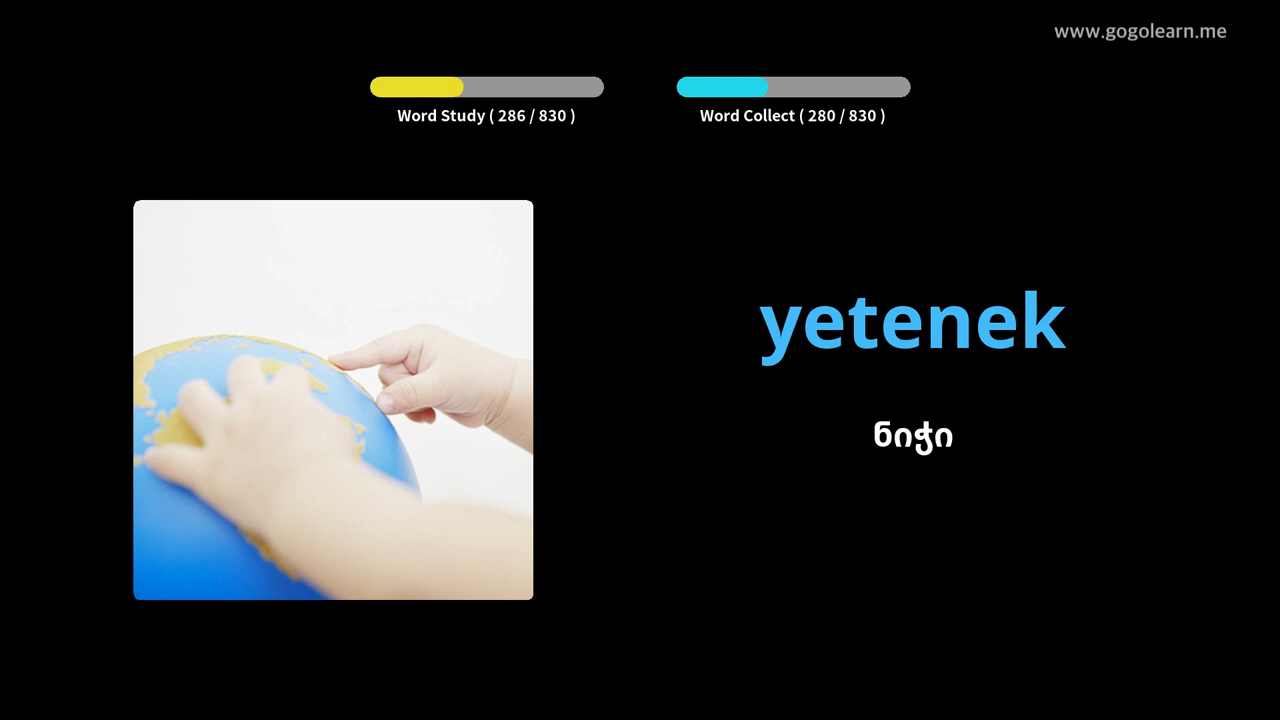 www.gogolearn.me
Word Study ( 286 / 830 )
Word Collect ( 280 / 830 )
yetenek
ნიჭი